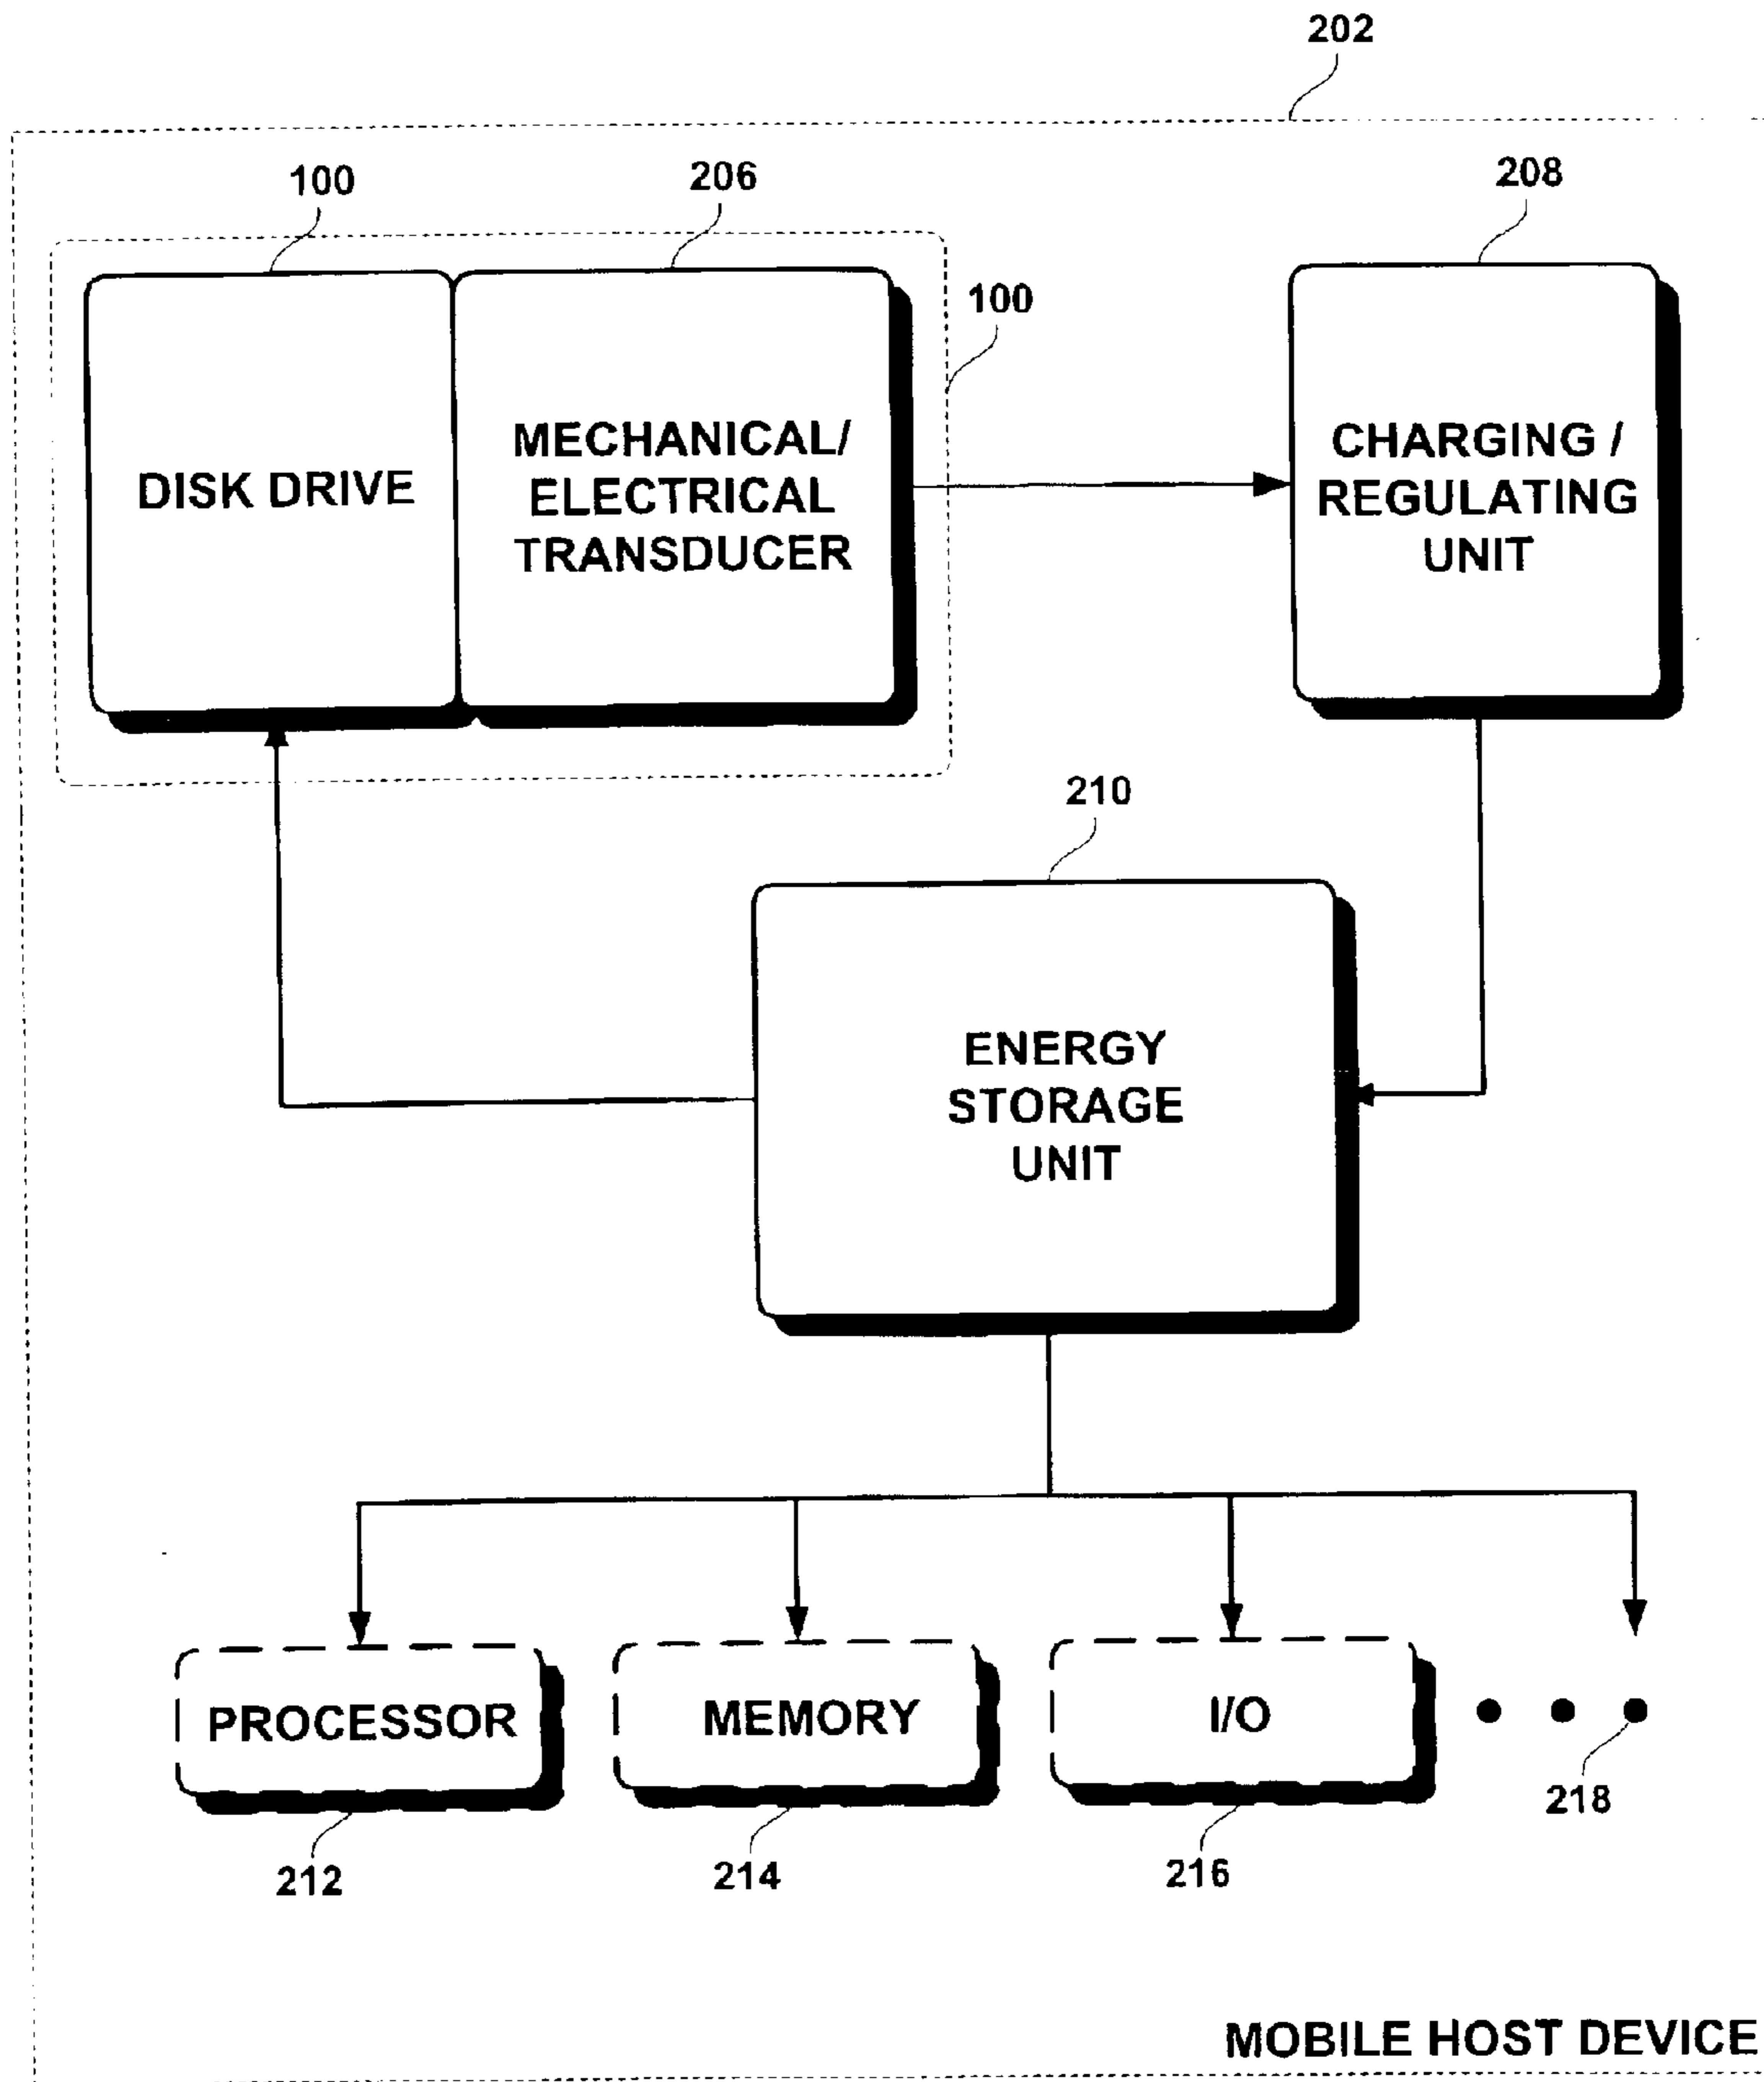 202
100
206
208
100
DISK DRIVE
MECHANICAL/
ELECTRICAL
TRANSDUCER
CHARGING /
REGULATING
UNIT
210
ENERGY
STORAGE
UNIT
PROCESSOR
MEMORY
I/O
218
212
214
216
MOBILE HOST DEVICE